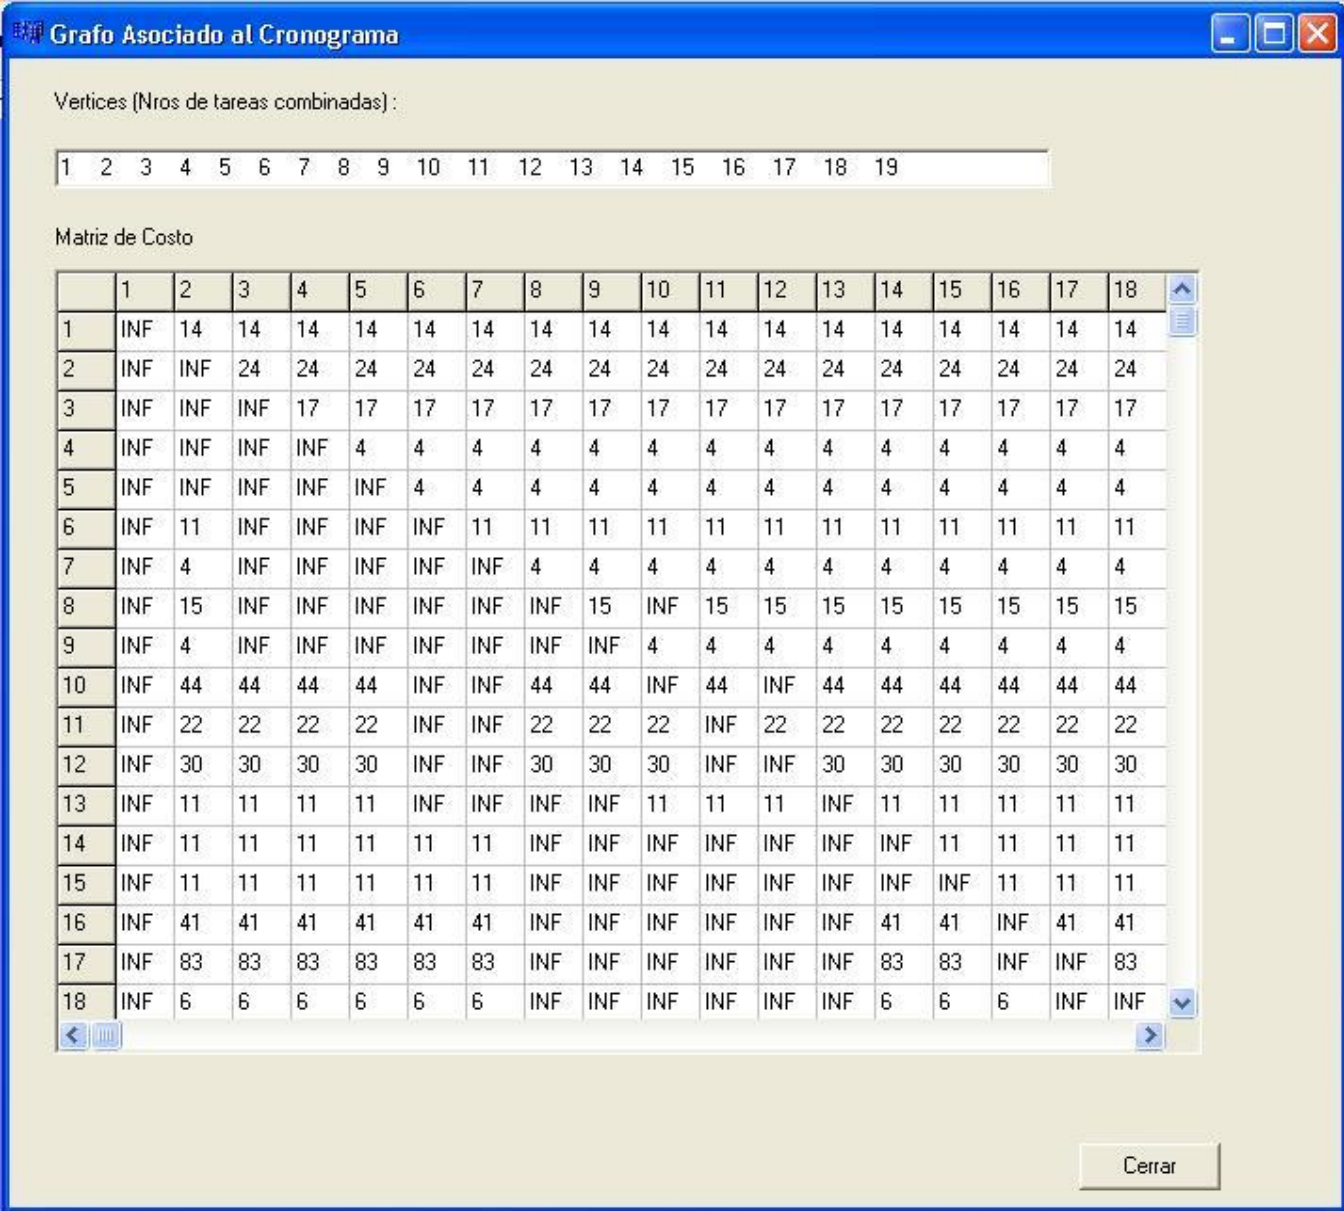 Grafo Asociado al Cronograma
Vertices (Nros de tareas combinadas) :
1 2 3 4 5 6 7 8 9 10 11 12 13 14 15 16 17 18 19
Matriz de Costo
1 2 3 4 5 6 7 8 9 10 11 12 13 14 15 16 17 18
1 INF 14 14 14 14 14 14 14 14 14 14 14 14 14 14 14 14 14
2 INF INF 24 24 24 24 24 24 24 24 24 24 24 24 24 24 24 24
3 INF INF INF 17 17 17 17 17 17 17 17 17 17 17 17 17 17 17
4 INF INF INF INF 4 4 4 4 4 4 4 4 4 4 4 4 4 4
5 INF INF INF INF INF 4 4 4 4 4 4 4 4 4 4 4 4 4
6 INF 11 INF INF INF INF 11 11 11 11 11 11 11 11 11 11 11 11
7 INF 4 INF INF INF INF INF 4 4 4 4 4 4 4 4 4 4 4
8 INF 15 INF INF INF INF INF INF 15 INF 15 15 15 15 15 15 15 15
9 INF 4 INF INF INF INF INF INF INF 4 4 4 4 4 4 4 4 4
10 INF 44 44 44 44 INF INF 44 44 INF 44 INF 44 44 44 44 44 44
11 INF 22 22 22 22 INF INF 22 22 22 INF 22 22 22 22 22 22 22
12 INF 30 30 30 30 INF INF 30 30 30 INF INF 30 30 30 30 30 30
13 INF 11 11 11 11 INF INF INF INF 11 11 11 INF 11 11 11 11 11
14 INF 11 11 11 11 11 11 INF INF INF INF INF INF INF 11 11 11 11
15 INF 11 11 11 11 11 11 INF INF INF INF INF INF INF INF 11 11 11
16 INF 41 41 41 41 41 41 INF INF INF INF INF INF 41 41 INF 41 41
17 INF 83 83 83 83 83 83 INF INF INF INF INF INF 83 83 INF INF 83
18 INF 6 6 6 6 6 6 INF INF INF INF INF INF 6 6 6 INF INF
Cerrar